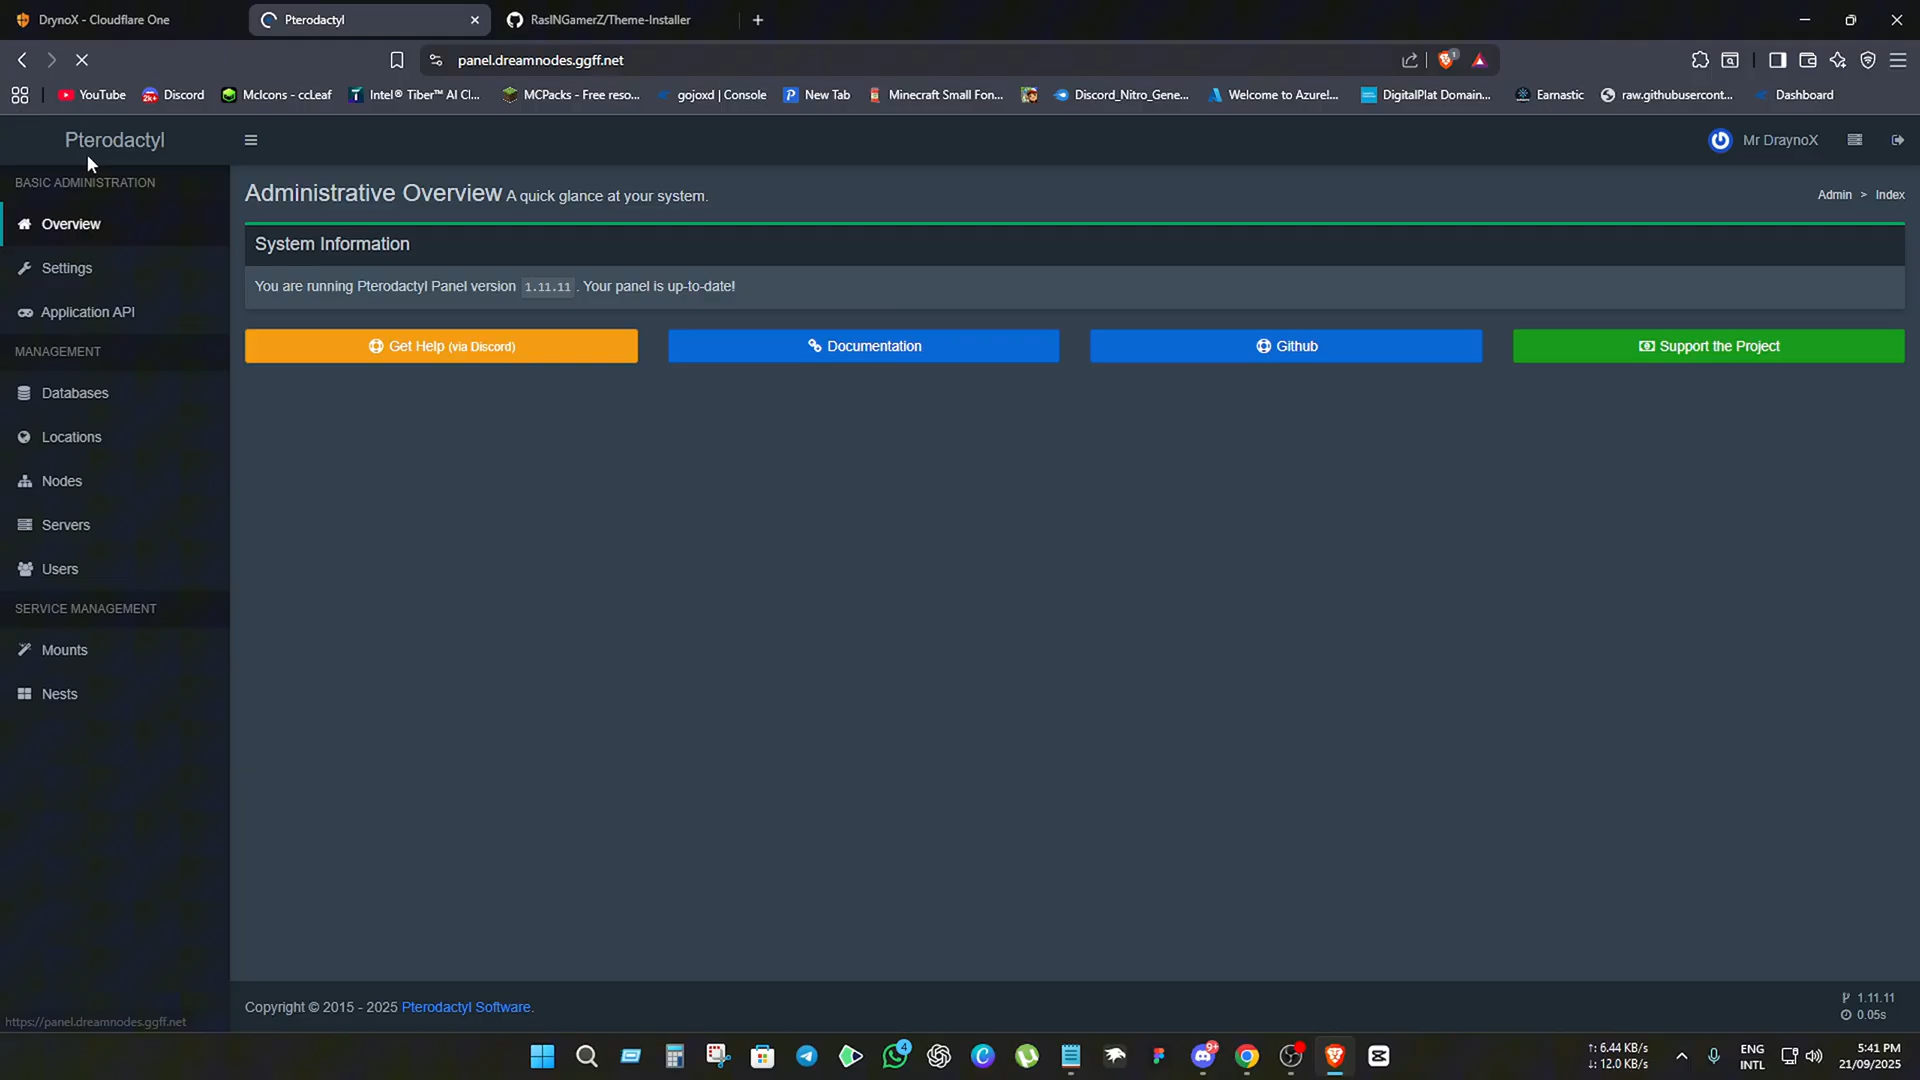 DrynoX - Cloudflare One
Pterodactyl
RasINGamerZ/Theme-Installer
panel.dreamnodes.ggff.net
1
YouTube
Discord
McIcons - ccLeaf
Intel® Tiber™ AI Cl...
MCPacks - Free reso...
gojoxd | Console
New Tab
Minecraft Small Fon...
Discord_Nitro_Gene...
Welcome to Azure!...
DigitalPlat Domain...
Earnastic
raw.githubusercont...
Dashboard
Pterodactyl
Mr DraynoX
BASIC ADMINISTRATION
Overview
Settings
Application API
MANAGEMENT
Databases
Locations
Nodes
Servers
Users
SERVICE MANAGEMENT
Mounts
Nests
Administrative Overview A quick glance at your system.
Admin > Index
System Information
You are running Pterodactyl Panel version 1.11.11. Your panel is up-to-date!
Get Help (via Discord)
Documentation
Github
Support the Project
Copyright © 2015 - 2025 Pterodactyl Software.
1.11.11
0.05s
https://panel.dreamnodes.ggff.net
4
9+
↑: 6.44 KB/s
↓: 12.0 KB/s
ENG
INTL
5:41 PM
21/09/2025